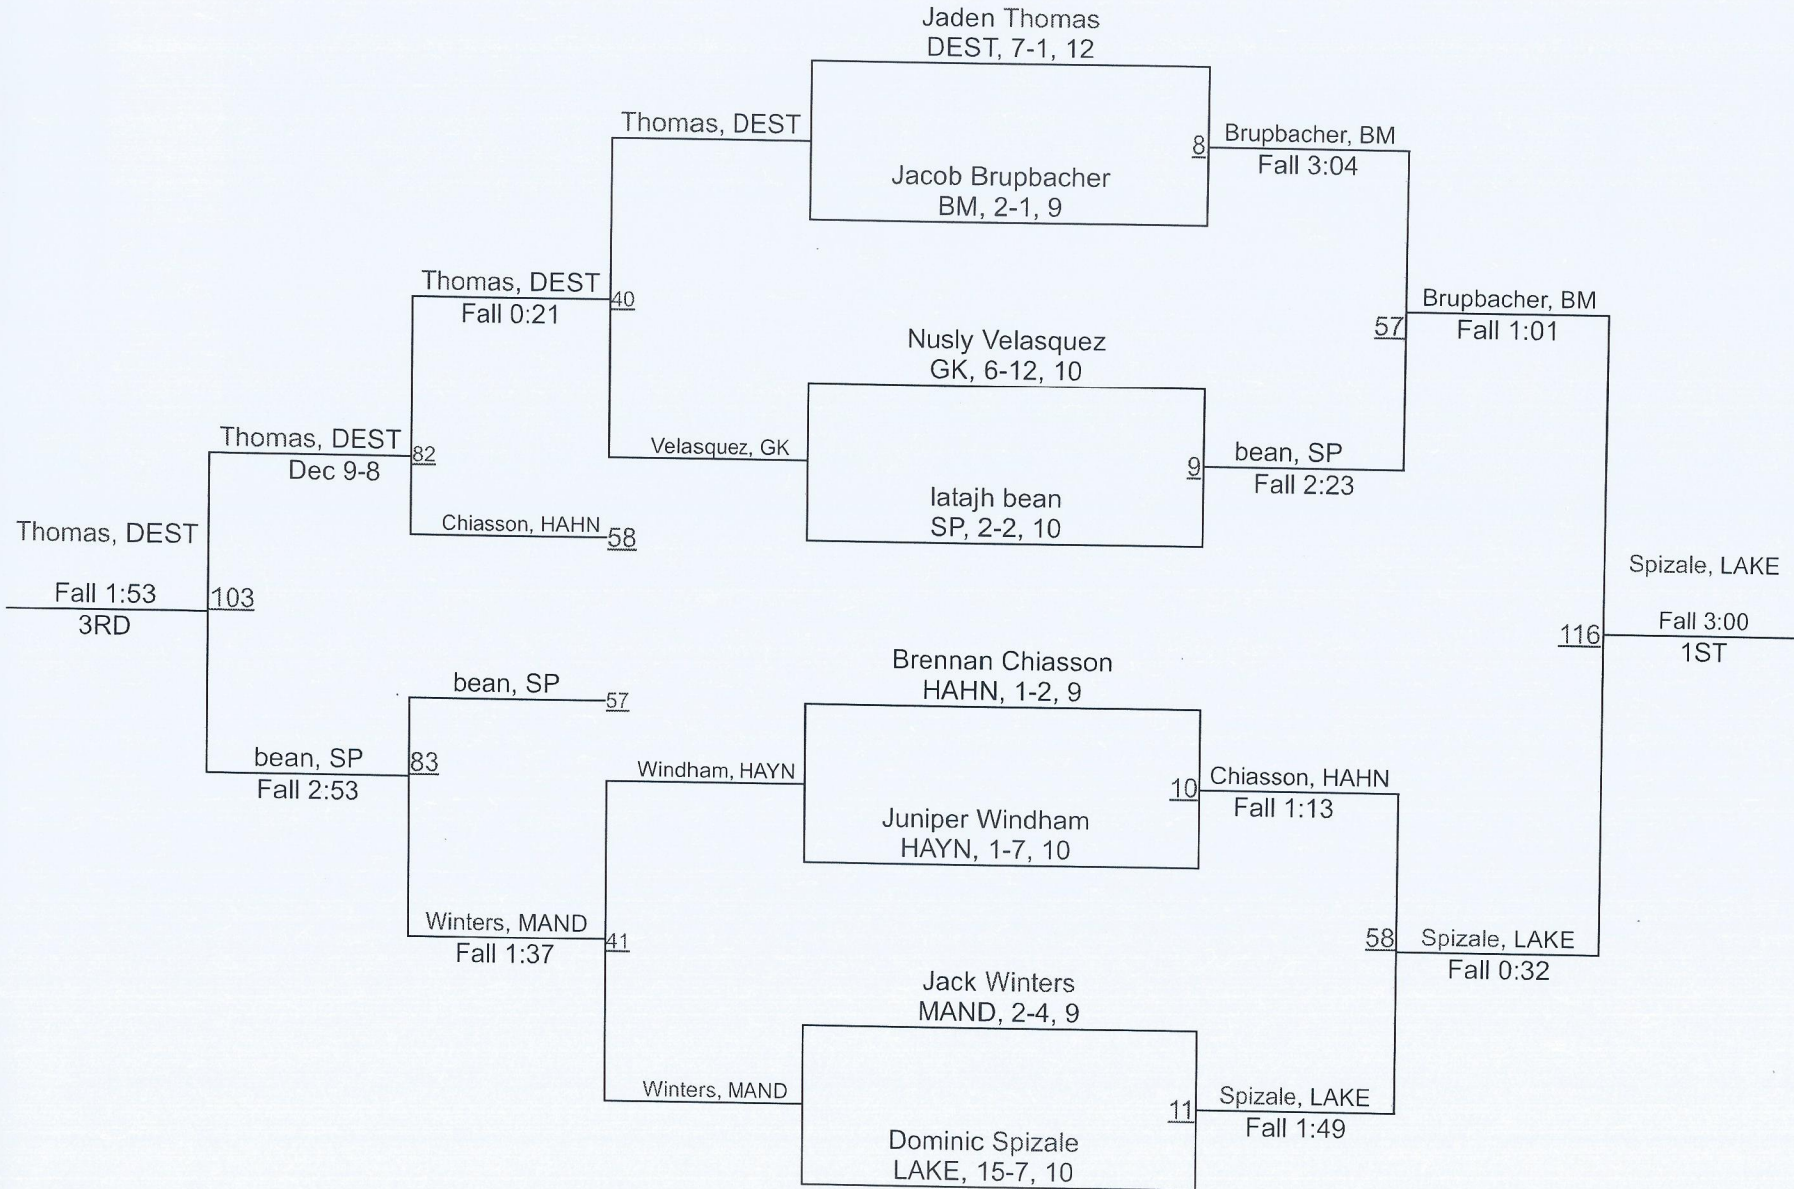 Jaden Thomas
DEST, 7-1, 12
Thomas, DEST
8
Brupbacher, BM
Fall 3:04
Jacob Brupbacher
BM, 2-1, 9
Thomas, DEST
Fall 0:21
40
Brupbacher, BM
Fall 1:01
57
Nusly Velasquez
GK, 6-12, 10
Thomas, DEST
Dec 9-8
82
Velasquez, GK
9
bean, SP
Fall 2:23
Iatajh bean
SP, 2-2, 10
Chiasson, HAHN
58
Thomas, DEST
Fall 1:53
3RD
103
Spizale, LAKE
Fall 3:00
1ST
116
Brennan Chiasson
HAHN, 1-2, 9
bean, SP
57
bean, SP
Fall 2:53
83
Windham, HAYN
10
Chiasson, HAHN
Fall 1:13
Juniper Windham
HAYN, 1-7, 10
Winters, MAND
Fall 1:37
41
58
Spizale, LAKE
Fall 0:32
Jack Winters
MAND, 2-4, 9
Winters, MAND
11
Spizale, LAKE
Fall 1:49
Dominic Spizale
LAKE, 15-7, 10